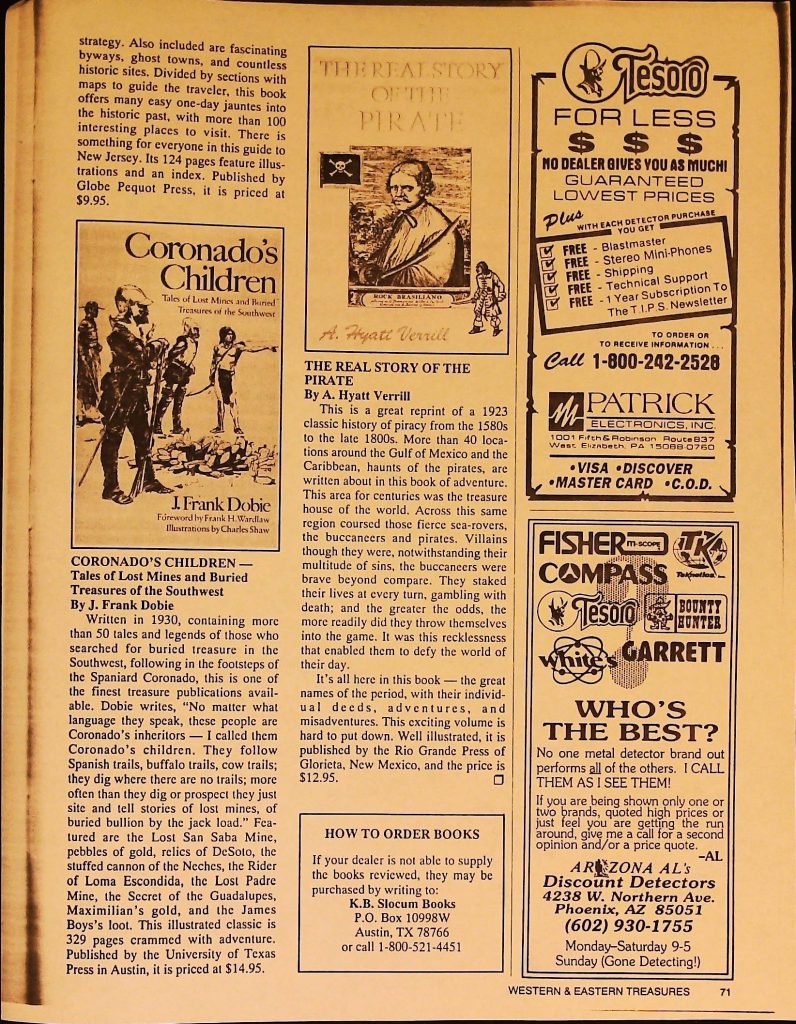 strategy. Also included are fascinating
byways, ghost towns, and countless
historic sites. Divided by sections with
maps to guide the traveler, this book
offers many easy one-day jauntes into
the historic past, with more than 100
interesting places to visit. There is
something for everyone in this guide to
New Jersey. Its 124 pages feature illus-
trations and an index. Published by
Globe Pequot Press, it is priced at
$9.95.
Coronado's
Children
Tales of Lost Mines and Buried
Treasures of the Southwest
J. Frank Dobie
Foreword by Frank H. Wardlaw
Illustrations by Charles Shaw
CORONADO'S CHILDREN —
Tales of Lost Mines and Buried
Treasures of the Southwest
By J. Frank Dobie
Written in 1930, containing more
than 50 tales and legends of those who
searched for buried treasure in the
Southwest, following in the footsteps of
the Spaniard Coronado, this is one of
the finest treasure publications avail-
able. Dobie writes, "No matter what
language they speak, these people are
Coronado's inheritors — I called them
Coronado's children. They follow
Spanish trails, buffalo trails, cow trails;
they dig where there are no trails; more
often than they dig or prospect they just
site and tell stories of lost mines, of
buried bullion by the jack load." Fea-
tured are the Lost San Saba Mine,
pebbles of gold, relics of DeSoto, the
stuffed cannon of the Neches, the Rider
of Loma Escondida, the Lost Padre
Mine, the Secret of the Guadalupes,
Maximilian's gold, and the James
Boys's loot. This illustrated classic is
329 pages crammed with adventure.
Published by the University of Texas
Press in Austin, it is priced at $14.95.
THE REAL STORY
OF THE
PIRATE
ROCK BRASILIANO
A. Hyatt Verrill
THE REAL STORY OF THE
PIRATE
By A. Hyatt Verrill
This is a great reprint of a 1923
classic history of piracy from the 1580s
to the late 1800s. More than 40 loca-
tions around the Gulf of Mexico and the
Caribbean, haunts of the pirates, are
written about in this book of adventure.
This area for centuries was the treasure
house of the world. Across this same
region coursed those fierce sea-rovers,
the buccaneers and pirates. Villains
though they were, notwithstanding their
multitude of sins, the buccaneers were
brave beyond compare. They staked
their lives at every turn, gambling with
death; and the greater the odds, the
more readily did they throw themselves
into the game. It was this recklessness
that enabled them to defy the world of
their day.
It's all here in this book — the great
names of the period, with their individ-
ual deeds, adventures, and
misadventures. This exciting volume is
hard to put down. Well illustrated, it is
published by the Rio Grande Press of
Glorieta, New Mexico, and the price is
$12.95.
HOW TO ORDER BOOKS
If your dealer is not able to supply
the books reviewed, they may be
purchased by writing to:
K.B. Slocum Books
P.O. Box 10998W
Austin, TX 78766
or call 1-800-521-4451
Tesoro
FOR LESS
$ $ $
NO DEALER GIVES YOU AS MUCH!
GUARANTEED
LOWEST PRICES
Plus
WITH EACH DETECTOR PURCHASE
YOU GET
FREE - Blastmaster
FREE - Stereo Mini-Phones
FREE - Shipping
FREE - Technical Support
FREE - 1 Year Subscription To
The T.I.P.S. Newsletter
TO ORDER OR
TO RECEIVE INFORMATION . . .
Call 1-800-242-2528
PATRICK
ELECTRONICS, INC.
1001 Fifth & Robinson Route 837
West Elizabeth, PA 15088-0760
•VISA •DISCOVER
•MASTER CARD •C.O.D.
FISHER M-SCOPE
TK
Teknetics
COMPASS
Tesoro
BOUNTY
HUNTER
White's
GARRETT
WHO'S
THE BEST?
No one metal detector brand out
performs all of the others. I CALL
THEM AS I SEE THEM!
If you are being shown only one or
two brands, quoted high prices or
just feel you are getting the run
around, give me a call for a second
opinion and/or a price quote.
–AL
ARIZONA AL'S
Discount Detectors
4238 W. Northern Ave.
Phoenix, AZ 85051
(602) 930-1755
Monday–Saturday 9-5
Sunday (Gone Detecting!)
WESTERN & EASTERN TREASURES 71